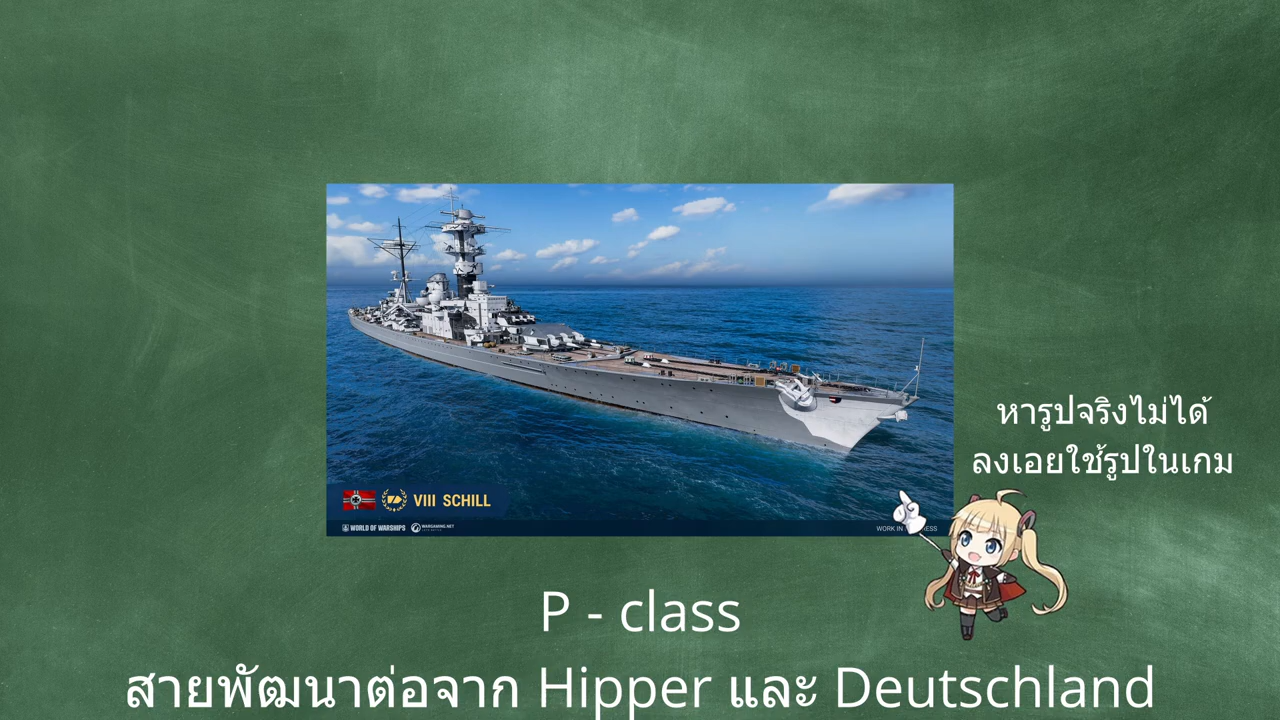 หารูปจริงไม่ได้
ลงเอยใช้รูปในเกม
VIII SCHILL
WORLD OF WARSHIPS
WARGAMING.NET
WORK IN
P - class
สายพัฒนาต่อจาก Hipper และ Deutschland